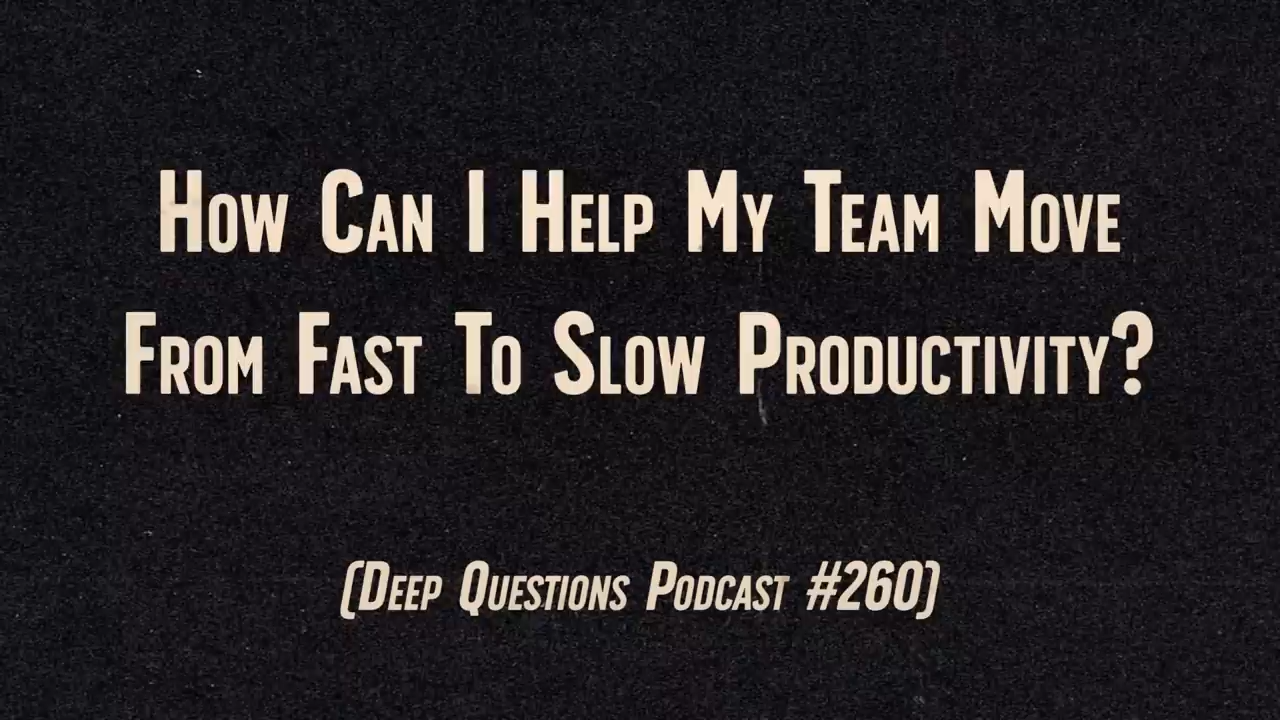 How Can I Help My Team Move
From Fast To Slow Productivity?
(Deep Questions Podcast #260)